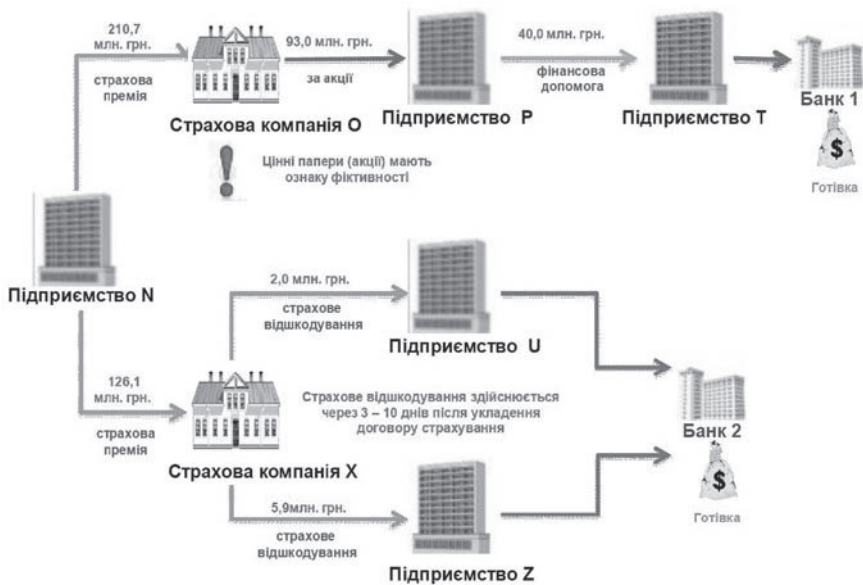 210,7
млн. грн.
страхова
премія
Страхова компанія О
93,0 млн. грн.
за акції
Підприємство Р
40,0 млн. грн.
фінансова
допомога
Підприємство Т
Банк 1
$
Готівка
Цінні папери (акції) мають
ознаку фіктивності
Підприємство N
2,0 млн. грн.
страхове
відшкодування
Підприємство U
126,1
млн. грн.
страхова
премія
Страхова компанія Х
Страхове відшкодування здійснюється
через 3 – 10 днів після укладення
договору страхування
Банк 2
$
Готівка
5,9млн. грн.
страхове
відшкодування
Підприємство Z